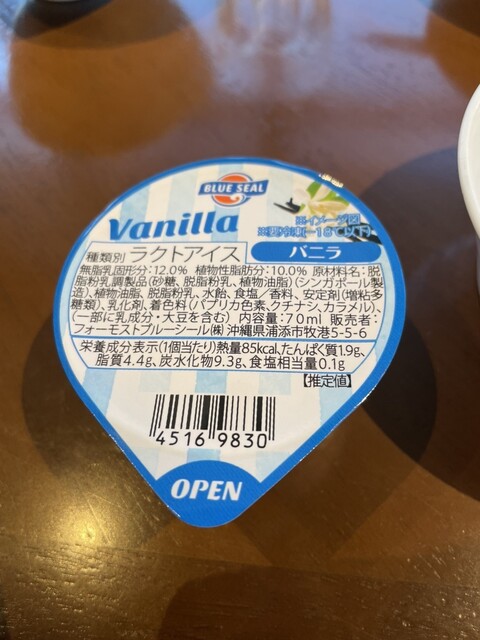 BLUE SEAL
Vanilla
※イメージ図
※要冷凍(-18℃以下)
種類別 ラクトアイス
バニラ
無脂乳固形分:12.0% 植物性脂肪分:10.0% 原材料名:脱
脂粉乳調製品(砂糖、脱脂粉乳、植物油脂)(シンガポール製
造)、植物油脂、脱脂粉乳、水飴、食塩/香料、安定剤(増粘多
糖類)、乳化剤、着色料(パプリカ色素、クチナシ、カラメル)、
(一部に乳成分・大豆を含む) 内容量:70ml 販売者:
フォーモストブルーシール㈱ 沖縄県浦添市牧港5-5-6
栄養成分表示(1個当たり)熱量85kcal、たんぱく質1.9g、
脂質4.4g、炭水化物9.3g、食塩相当量0.1g
【推定値】
4516 9830
OPEN